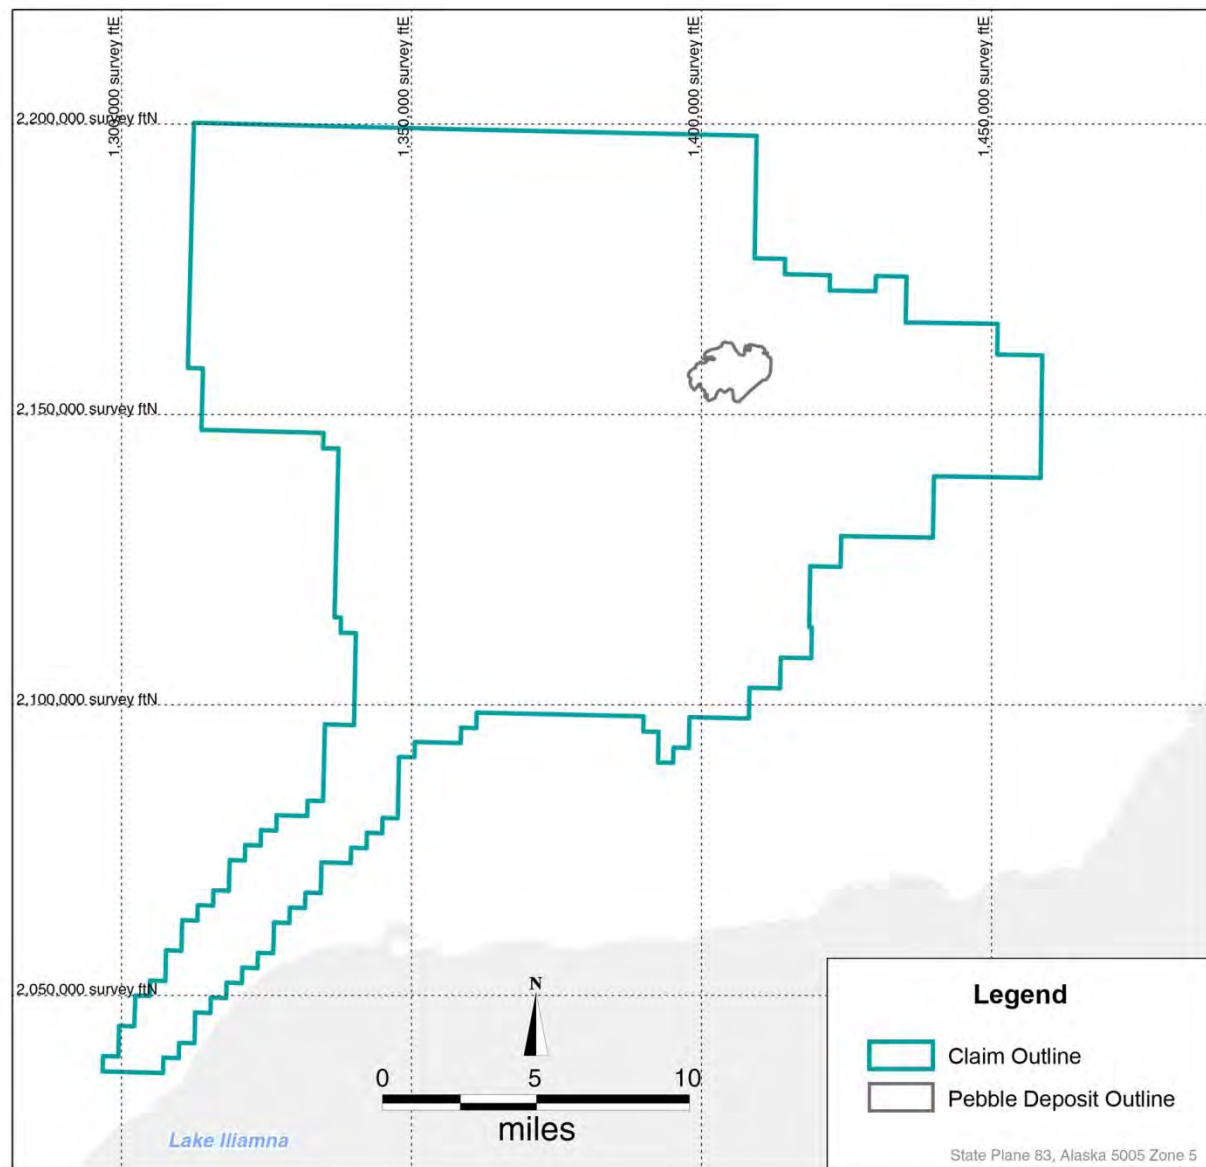 1,300,000 survey ftE
1,350,000 survey ftE
1,400,000 survey ftE
1,450,000 survey ftE
2,200,000 survey ftN
2,150,000 survey ftN
2,100,000 survey ftN
2,050,000 survey ftN
N
0 5 10
miles
Lake Iliamna
Legend
Claim Outline
Pebble Deposit Outline
State Plane 83, Alaska 5005 Zone 5